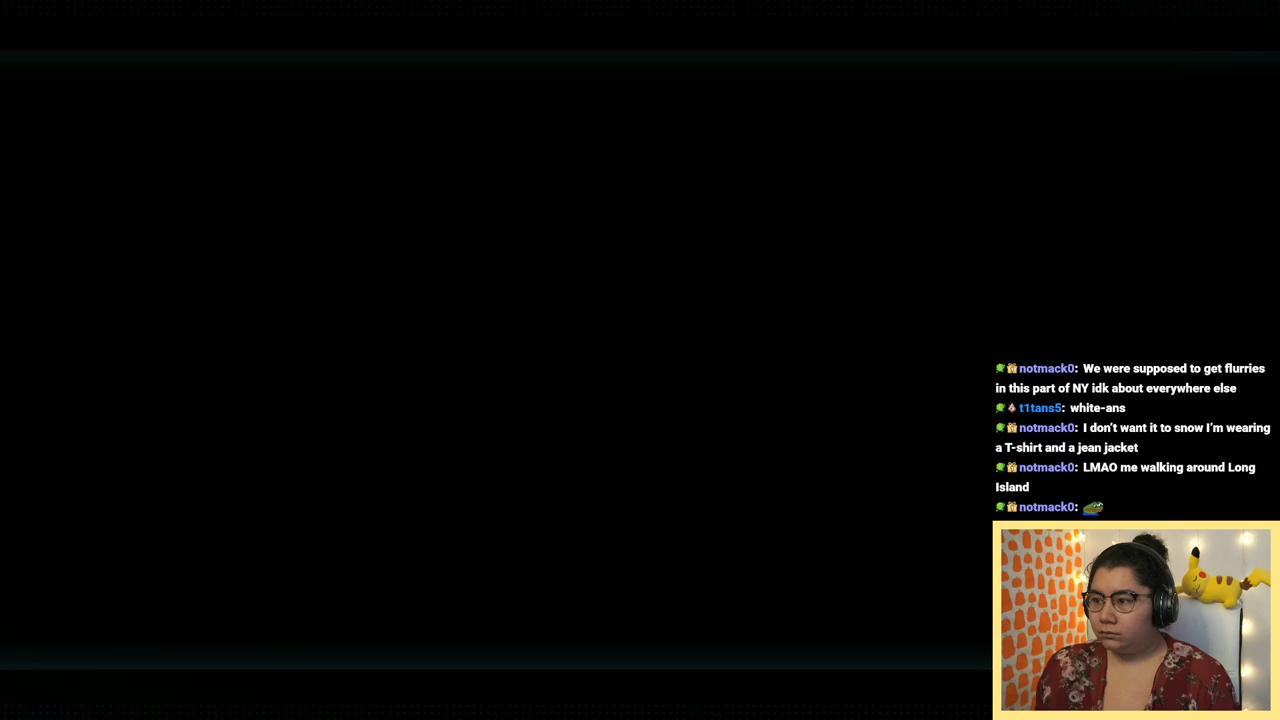 notmack0: We were supposed to get flurries
in this part of NY idk about everywhere else
t1tans5: white-ans
notmack0: I don't want it to snow I'm wearing
a T-shirt and a jean jacket
notmack0: LMAO me walking around Long
Island
notmack0: